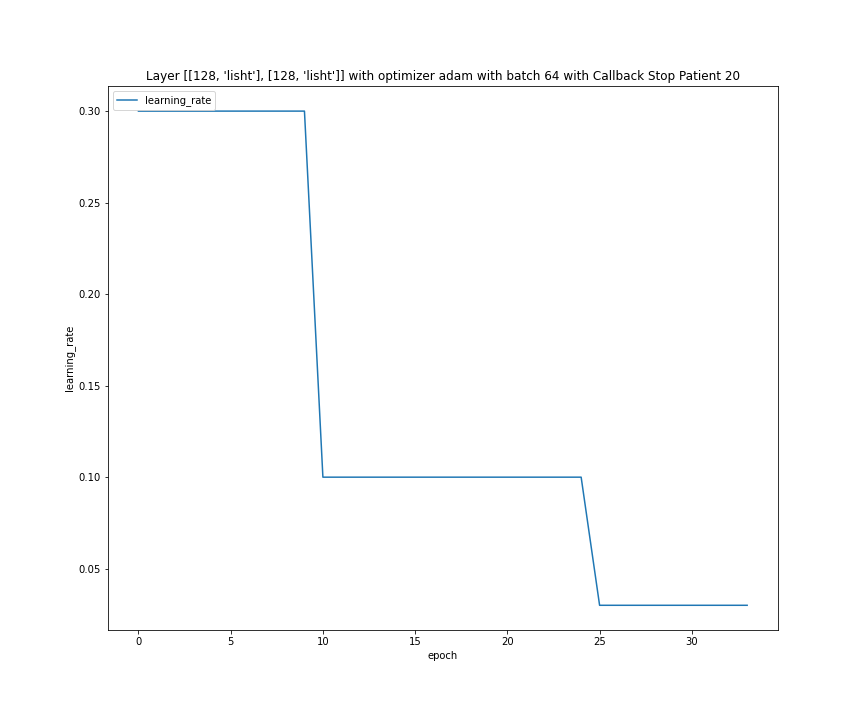 Layer [[128, 'lisht'], [128, 'lisht']] with optimizer adam with batch 64 with Callback Stop Patient 20
learning_rate
0.30
0.25
0.20
0.15
0.10
0.05
learning_rate
0 5 10 15 20 25 30
epoch